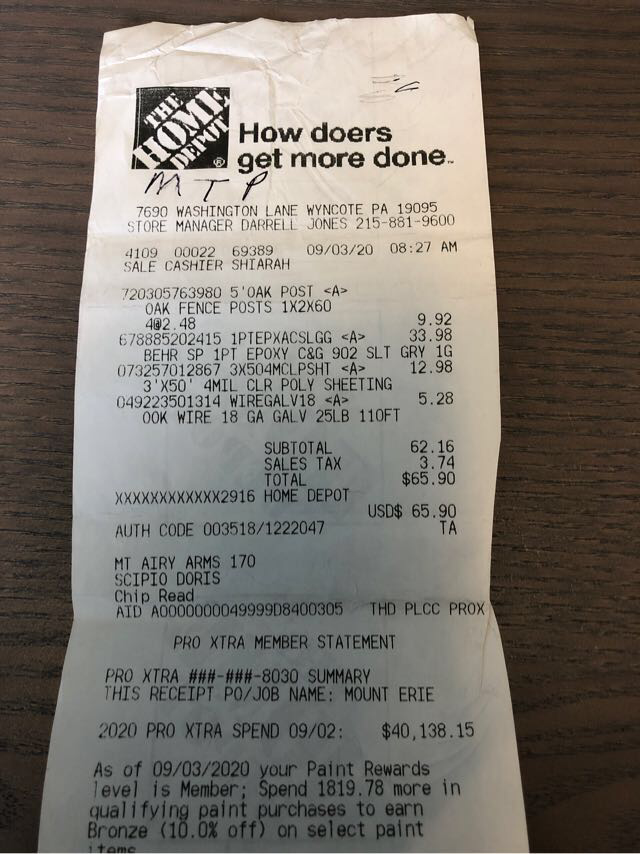 THE
HOME
DEPOT
®
How doers
get more done™
MTP
7690 WASHINGTON LANE WYNCOTE PA 19095
STORE MANAGER DARRELL JONES 215-881-9600
4109 00022 69389 09/03/20 08:27 AM
SALE CASHIER SHIARAH
720305763980 5'OAK POST <A>
OAK FENCE POSTS 1X2X60
4@2.48 9.92
678885202415 1PTEPXACSLGG <A> 33.98
BEHR SP 1PT EPOXY C&G 902 SLT GRY 1G
073257012867 3X504MCLPSHT <A> 12.98
3'X50' 4MIL CLR POLY SHEETING
049223501314 WIREGALV18 <A> 5.28
OOK WIRE 18 GA GALV 25LB 110FT
SUBTOTAL 62.16
SALES TAX 3.74
TOTAL $65.90
XXXXXXXXXXXX2916 HOME DEPOT
USD$ 65.90
AUTH CODE 003518/1222047 TA
MT AIRY ARMS 170
SCIPIO DORIS
Chip Read
AID A0000000049999D8400305 THD PLCC PROX
PRO XTRA MEMBER STATEMENT
PRO XTRA ###-###-8030 SUMMARY
THIS RECEIPT PO/JOB NAME: MOUNT ERIE
2020 PRO XTRA SPEND 09/02: $40,138.15
As of 09/03/2020 your Paint Rewards
level is Member; Spend 1819.78 more in
qualifying paint purchases to earn
Bronze (10.0% off) on select paint
items